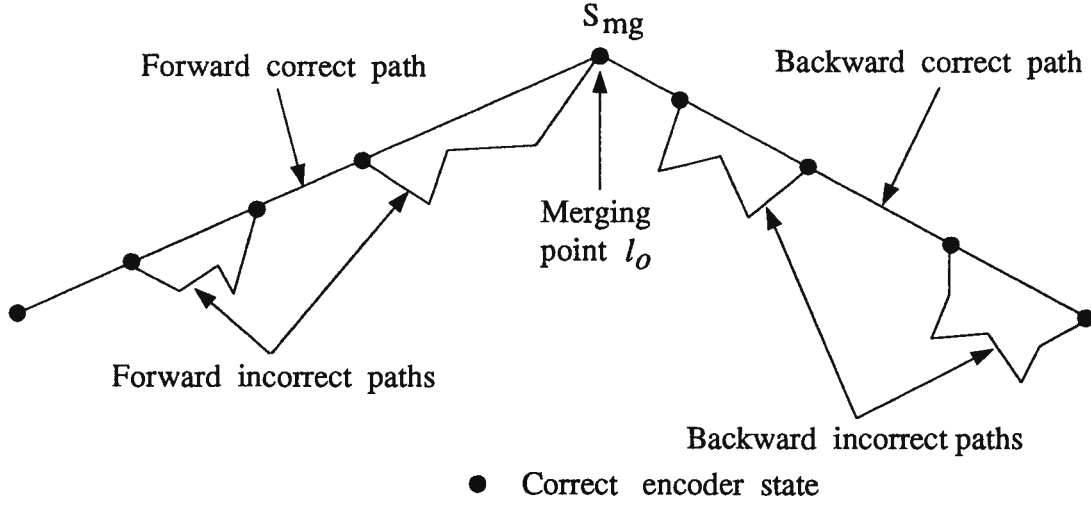 S_mg
Forward correct path
Backward correct path
Merging
point l_o
Forward incorrect paths
Backward incorrect paths
Correct encoder state